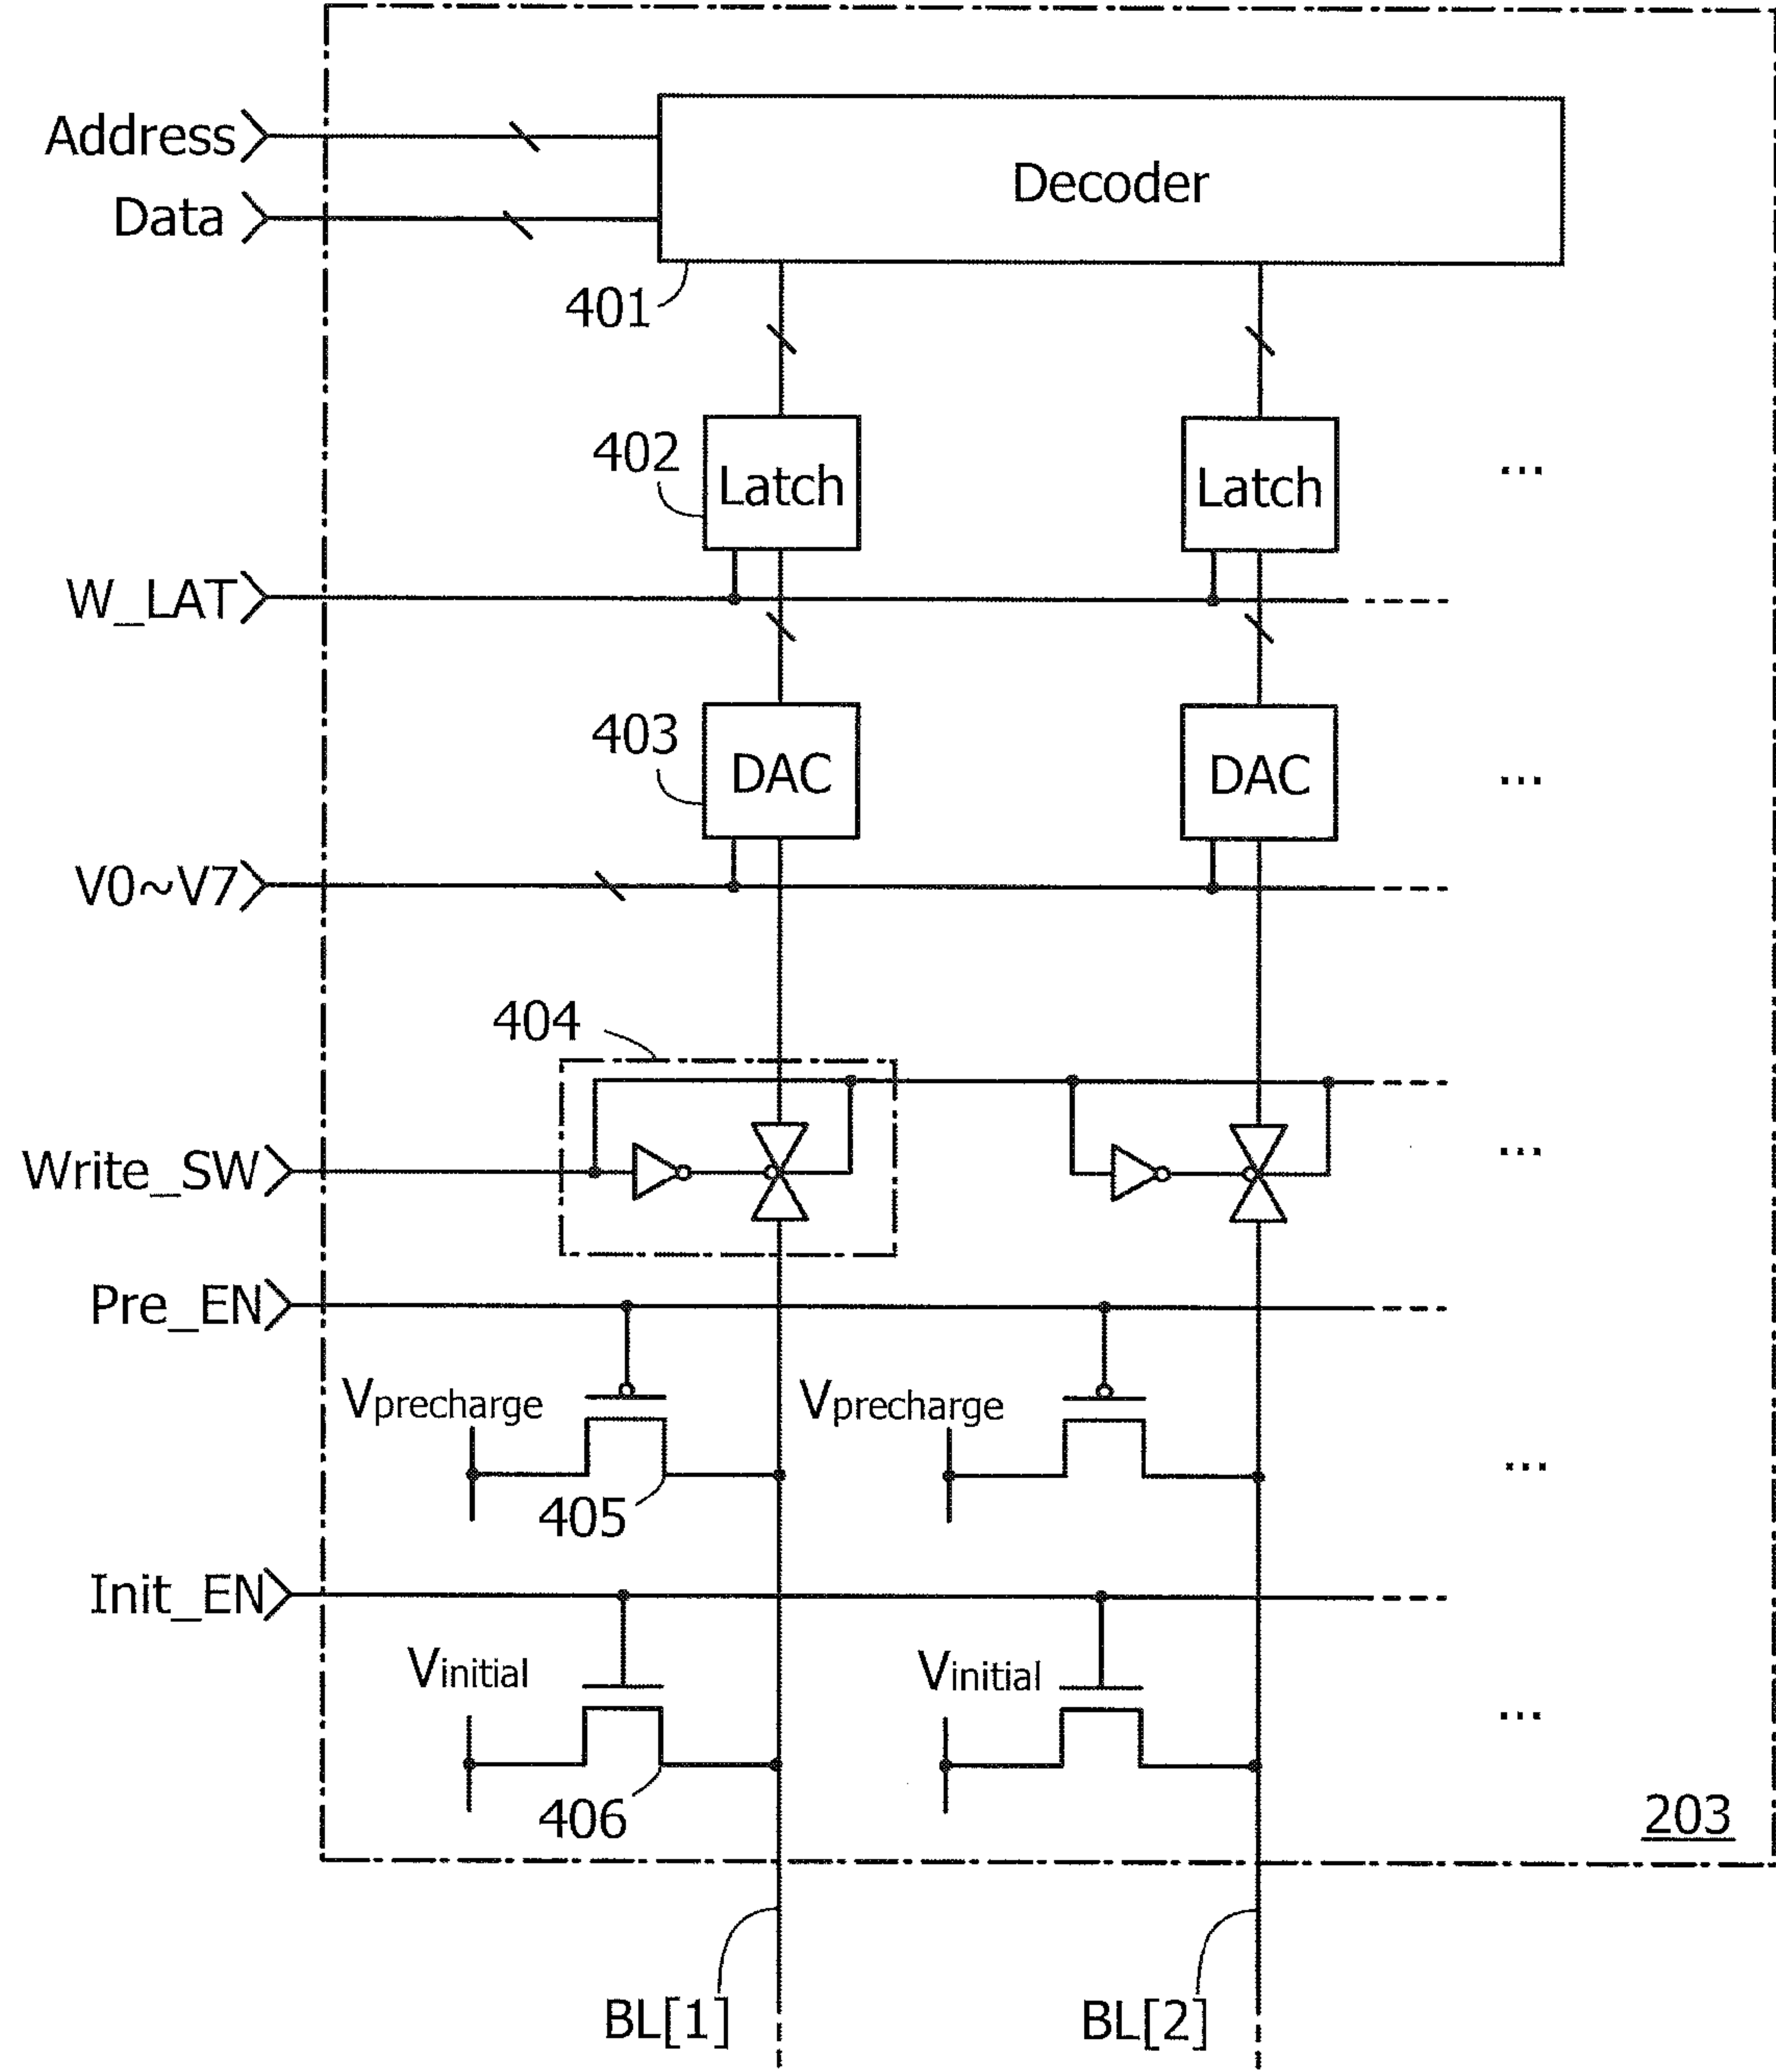 Address
Decoder
Data
401
402
Latch
Latch
...
W_LAT
403
DAC
DAC
...
V0~V7
404
Write_SW
...
Pre_EN
Vprecharge
Vprecharge
...
405
Init_EN
Vinitial
Vinitial
...
406
203
BL[1]
BL[2]